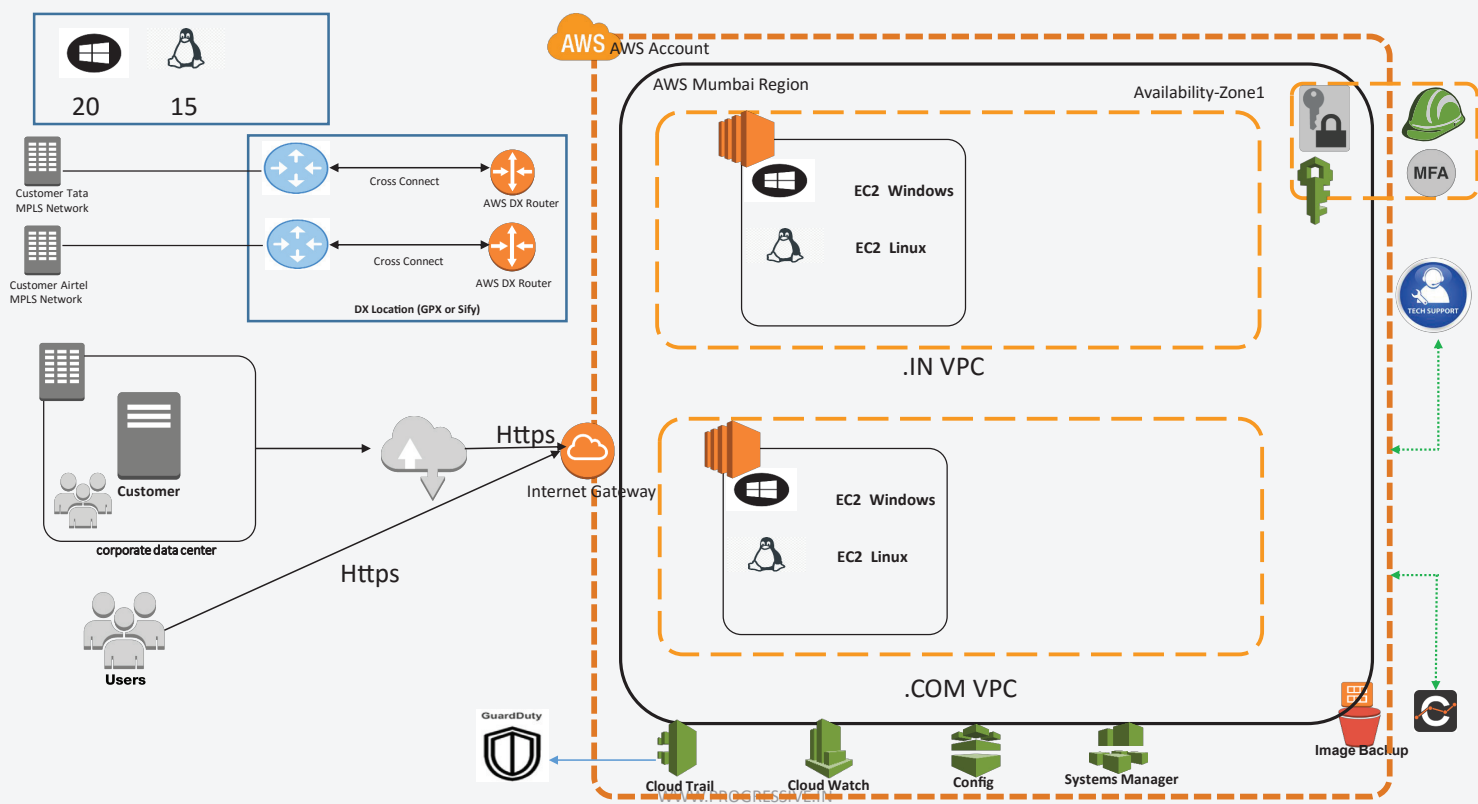 20
15
AWS
AWS Account
AWS Mumbai Region
Availability-Zone1
MFA
Customer Tata
MPLS Network
Cross Connect
AWS DX Router
Customer Airtel
MPLS Network
Cross Connect
AWS DX Router
DX Location (GPX or Sify)
EC2 Windows
EC2 Linux
.IN VPC
TECH SUPPORT
Customer
corporate data center
Https
Internet Gateway
Https
Users
EC2 Windows
EC2 Linux
.COM VPC
GuardDuty
Cloud Trail
Cloud Watch
Config
Systems Manager
Image Backup
C
WWW.PROGRESSIVE.IN